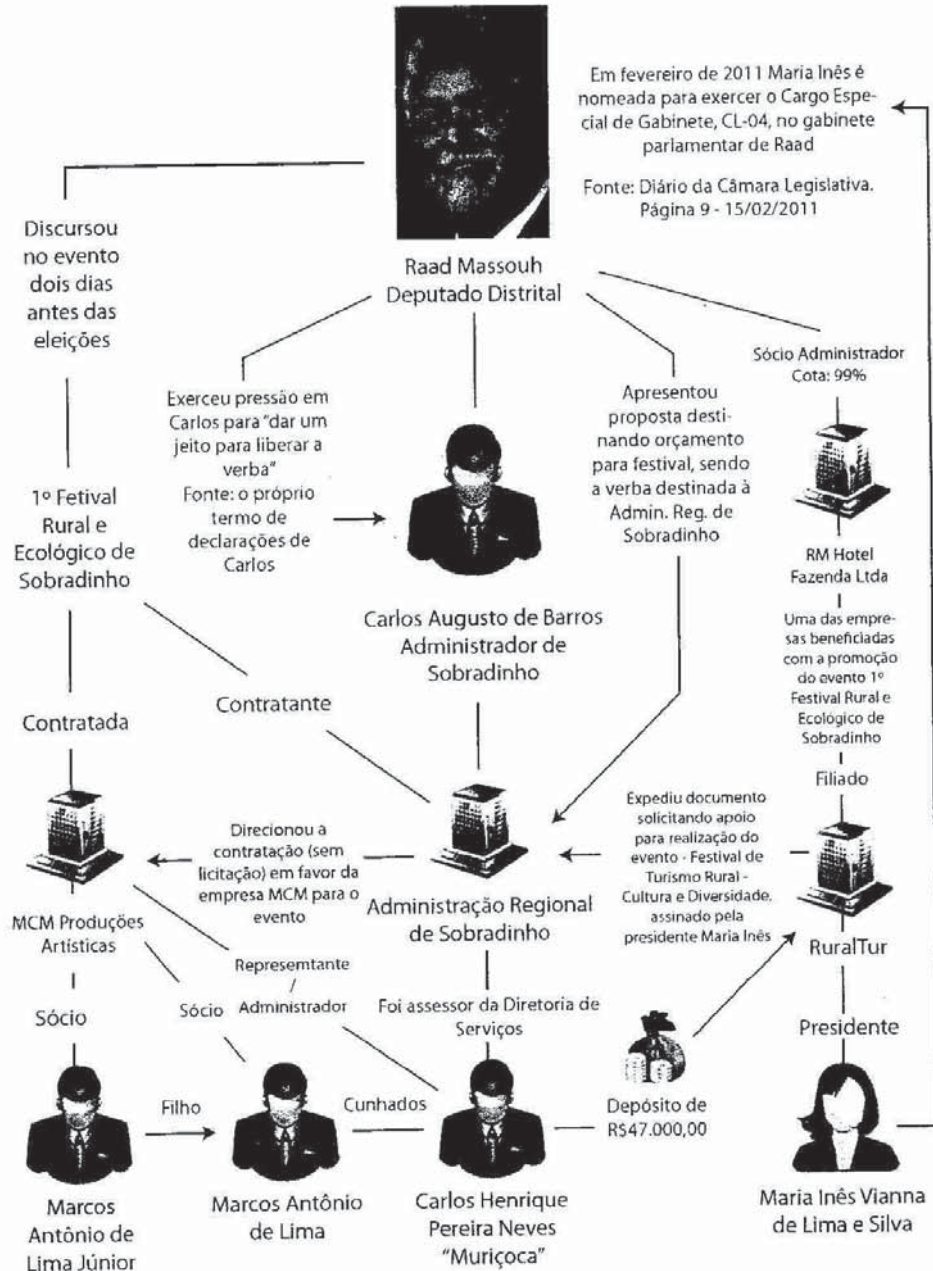 Em fevereiro de 2011 Maria Inês é
nomeada para exercer o Cargo Espe-
cial de Gabinete, CL-04, no gabinete
parlamentar de Raad
Fonte: Diário da Câmara Legislativa.
Página 9 - 15/02/2011
Raad Massouh
Deputado Distrital
Discursou
no evento
dois dias
antes das
eleições
Exerceu pressão em
Carlos para "dar um
jeito para liberar a
verba"
Fonte: o próprio
termo de
declarações de
Carlos
Apresentou
proposta desti-
nando orçamento
para festival, sendo
a verba destinada à
Admin. Reg. de
Sobradinho
Sócio Administrador
Cota: 99%
1º Fetival
Rural e
Ecológico de
Sobradinho
Carlos Augusto de Barros
Administrador de
Sobradinho
RM Hotel
Fazenda Ltda
Uma das empre-
sas beneficiadas
com a promoção
do evento 1º
Festival Rural e
Ecológico de
Sobradinho
Contratada
Contratante
Filiado
Direcionou a
contratação (sem
licitação) em favor da
empresa MCM para o
evento
Expediu documento
solicitando apoio
para realização do
evento - Festival de
Turismo Rural -
Cultura e Diversidade,
assinado pela
presidente Maria Inês
MCM Produções
Artísticas
Administração Regional
de Sobradinho
RuralTur
Sócio
Sócio
Represmtante
/
Administrador
Foi assessor da Diretoria de
Serviços
Presidente
Filho
Cunhados
Depósito de
R$47.000,00
Marcos
Antônio de
Lima Júnior
Marcos Antônio
de Lima
Carlos Henrique
Pereira Neves
"Muriçoca"
Maria Inês Vianna
de Lima e Silva